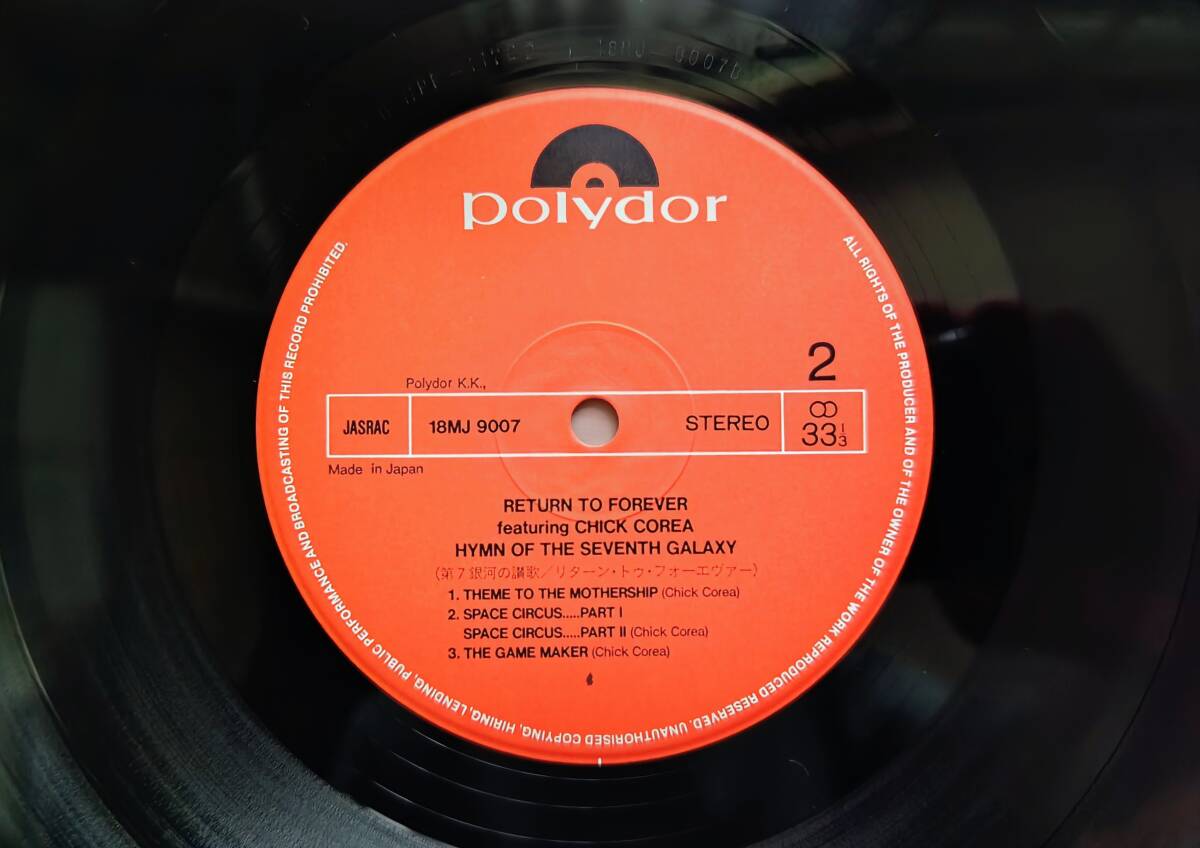 polydor
2
Polydor K.K.,
JASRAC
18MJ 9007
STEREO
33 1/3
Made in Japan
RETURN TO FOREVER
featuring CHICK COREA
HYMN OF THE SEVENTH GALAXY
(第7銀河の讃歌/リターン・トゥ・フォーエヴァー)
1. THEME TO THE MOTHERSHIP (Chick Corea)
2. SPACE CIRCUS.....PART I
SPACE CIRCUS.....PART II (Chick Corea)
3. THE GAME MAKER (Chick Corea)
ALL RIGHTS OF THE PRODUCER AND OF THE OWNER OF THE WORK REPRODUCED RESERVED. UNAUTHORISED COPYING, HIRING, LENDING, PUBLIC PERFORMANCE AND BROADCASTING OF THIS RECORD PROHIBITED.